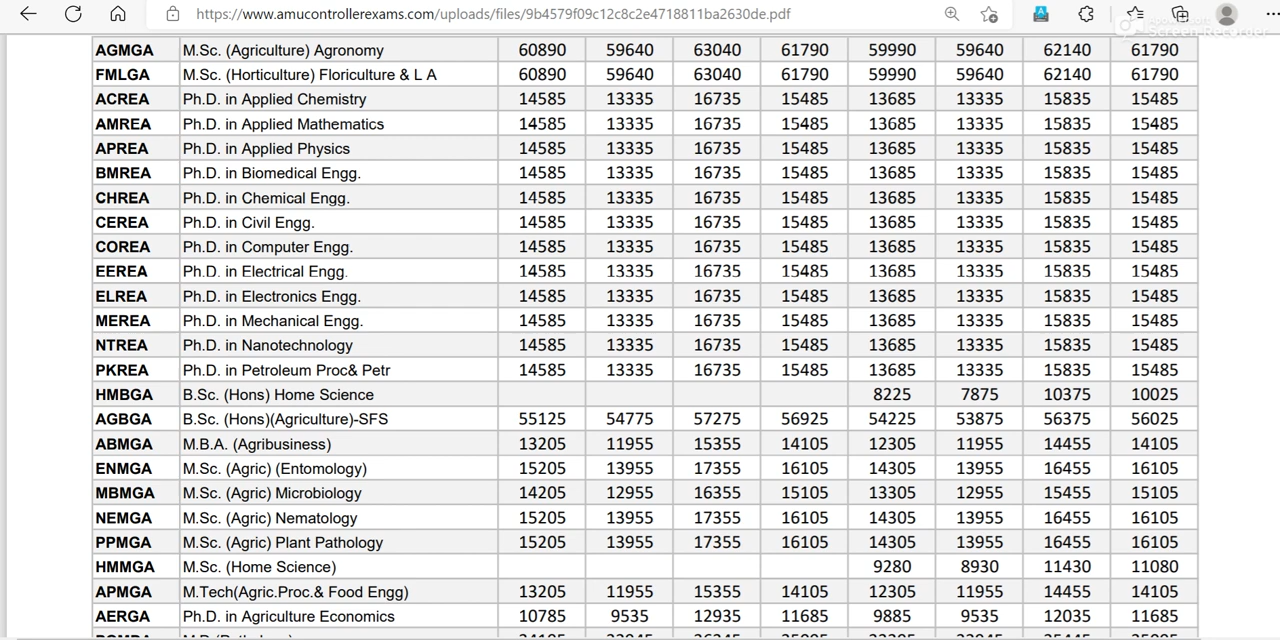 https://www.amucontrollerexams.com/uploads/files/9b4579f09c12c8c2e4718811ba2630de.pdf
Screen Recorder
AGMGA M.Sc. (Agriculture) Agronomy 60890 59640 63040 61790 59990 59640 62140 61790
FMLGA M.Sc. (Horticulture) Floriculture & L A 60890 59640 63040 61790 59990 59640 62140 61790
ACREA Ph.D. in Applied Chemistry 14585 13335 16735 15485 13685 13335 15835 15485
AMREA Ph.D. in Applied Mathematics 14585 13335 16735 15485 13685 13335 15835 15485
APREA Ph.D. in Applied Physics 14585 13335 16735 15485 13685 13335 15835 15485
BMREA Ph.D. in Biomedical Engg. 14585 13335 16735 15485 13685 13335 15835 15485
CHREA Ph.D. in Chemical Engg. 14585 13335 16735 15485 13685 13335 15835 15485
CEREA Ph.D. in Civil Engg. 14585 13335 16735 15485 13685 13335 15835 15485
COREA Ph.D. in Computer Engg. 14585 13335 16735 15485 13685 13335 15835 15485
EEREA Ph.D. in Electrical Engg. 14585 13335 16735 15485 13685 13335 15835 15485
ELREA Ph.D. in Electronics Engg. 14585 13335 16735 15485 13685 13335 15835 15485
MEREA Ph.D. in Mechanical Engg. 14585 13335 16735 15485 13685 13335 15835 15485
NTREA Ph.D. in Nanotechnology 14585 13335 16735 15485 13685 13335 15835 15485
PKREA Ph.D. in Petroleum Proc& Petr 14585 13335 16735 15485 13685 13335 15835 15485
HMBGA B.Sc. (Hons) Home Science 8225 7875 10375 10025
AGBGA B.Sc. (Hons)(Agriculture)-SFS 55125 54775 57275 56925 54225 53875 56375 56025
ABMGA M.B.A. (Agribusiness) 13205 11955 15355 14105 12305 11955 14455 14105
ENMGA M.Sc. (Agric) (Entomology) 15205 13955 17355 16105 14305 13955 16455 16105
MBMGA M.Sc. (Agric) Microbiology 14205 12955 16355 15105 13305 12955 15455 15105
NEMGA M.Sc. (Agric) Nematology 15205 13955 17355 16105 14305 13955 16455 16105
PPMGA M.Sc. (Agric) Plant Pathology 15205 13955 17355 16105 14305 13955 16455 16105
HMMGA M.Sc. (Home Science) 9280 8930 11430 11080
APMGA M.Tech(Agric.Proc.& Food Engg) 13205 11955 15355 14105 12305 11955 14455 14105
AERGA Ph.D. in Agriculture Economics 10785 9535 12935 11685 9885 9535 12035 11685